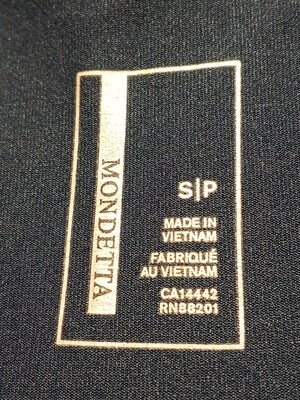 MONDETTA
S|P
MADE IN
VIETNAM
FABRIQUÉ
AU VIETNAM
CA14442
RN88201